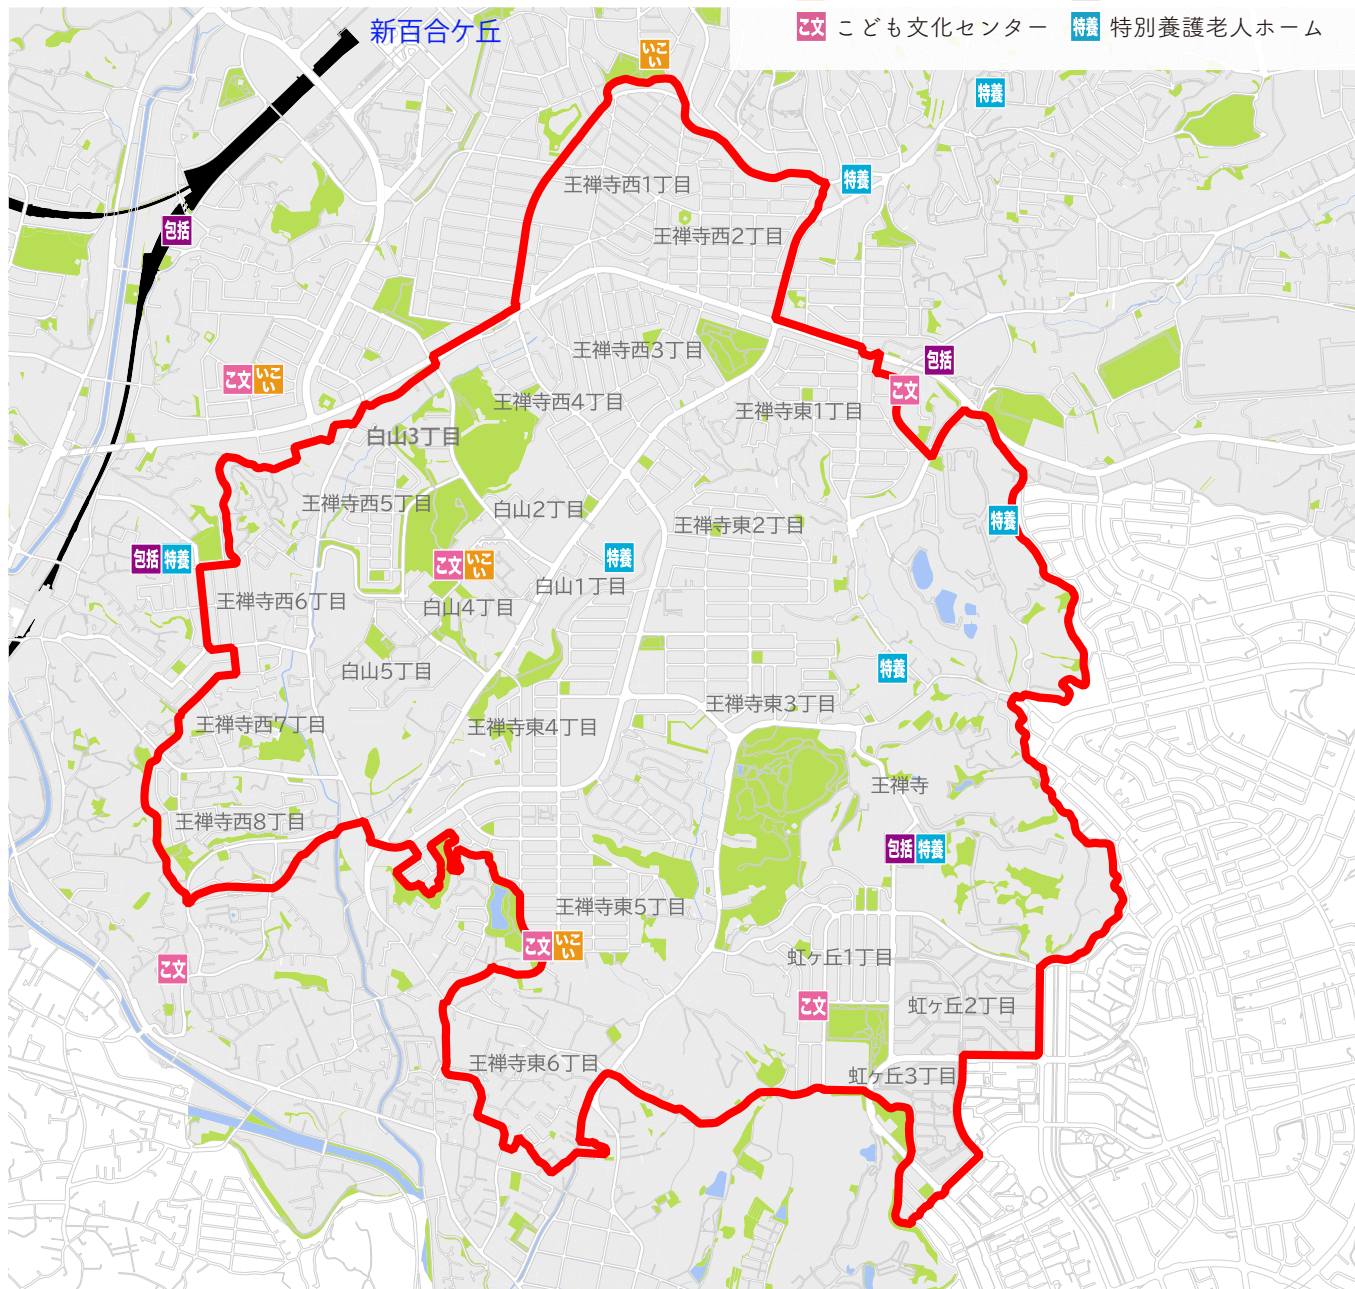 こ文 こども文化センター 特養 特別養護老人ホーム
新百合ケ丘
いこい
特養
特養
王禅寺西1丁目
包括
王禅寺西2丁目
王禅寺西3丁目
包括
こ文 いこい
こ文
王禅寺西4丁目
王禅寺東1丁目
白山3丁目
王禅寺西5丁目
白山2丁目
特養
王禅寺東2丁目
包括 特養
こ文 いこい
特養
白山1丁目
王禅寺西6丁目
白山4丁目
白山5丁目
特養
王禅寺東3丁目
王禅寺西7丁目
王禅寺東4丁目
王禅寺
王禅寺西8丁目
包括 特養
王禅寺東5丁目
こ文 いこい
虹ヶ丘1丁目
こ文
こ文
虹ヶ丘2丁目
王禅寺東6丁目
虹ヶ丘3丁目